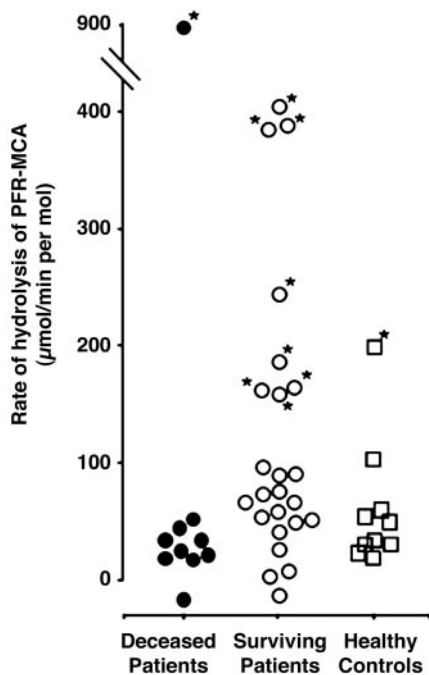 Rate of hydrolysis of PFR-MCA
(µmol/min per mol)
900
400
300
200
100
0
Deceased Patients
Surviving Patients
Healthy Controls